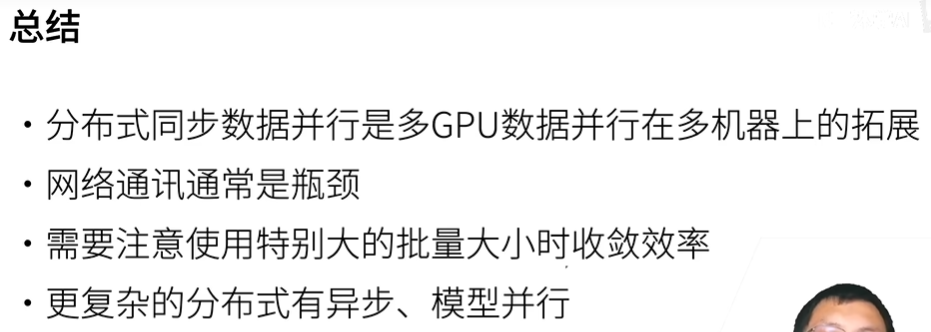 总结
• 分布式同步数据并行是多GPU数据并行在多机器上的拓展
• 网络通讯通常是瓶颈
• 需要注意使用特别大的批量大小时收敛效率
• 更复杂的分布式有异步、模型并行